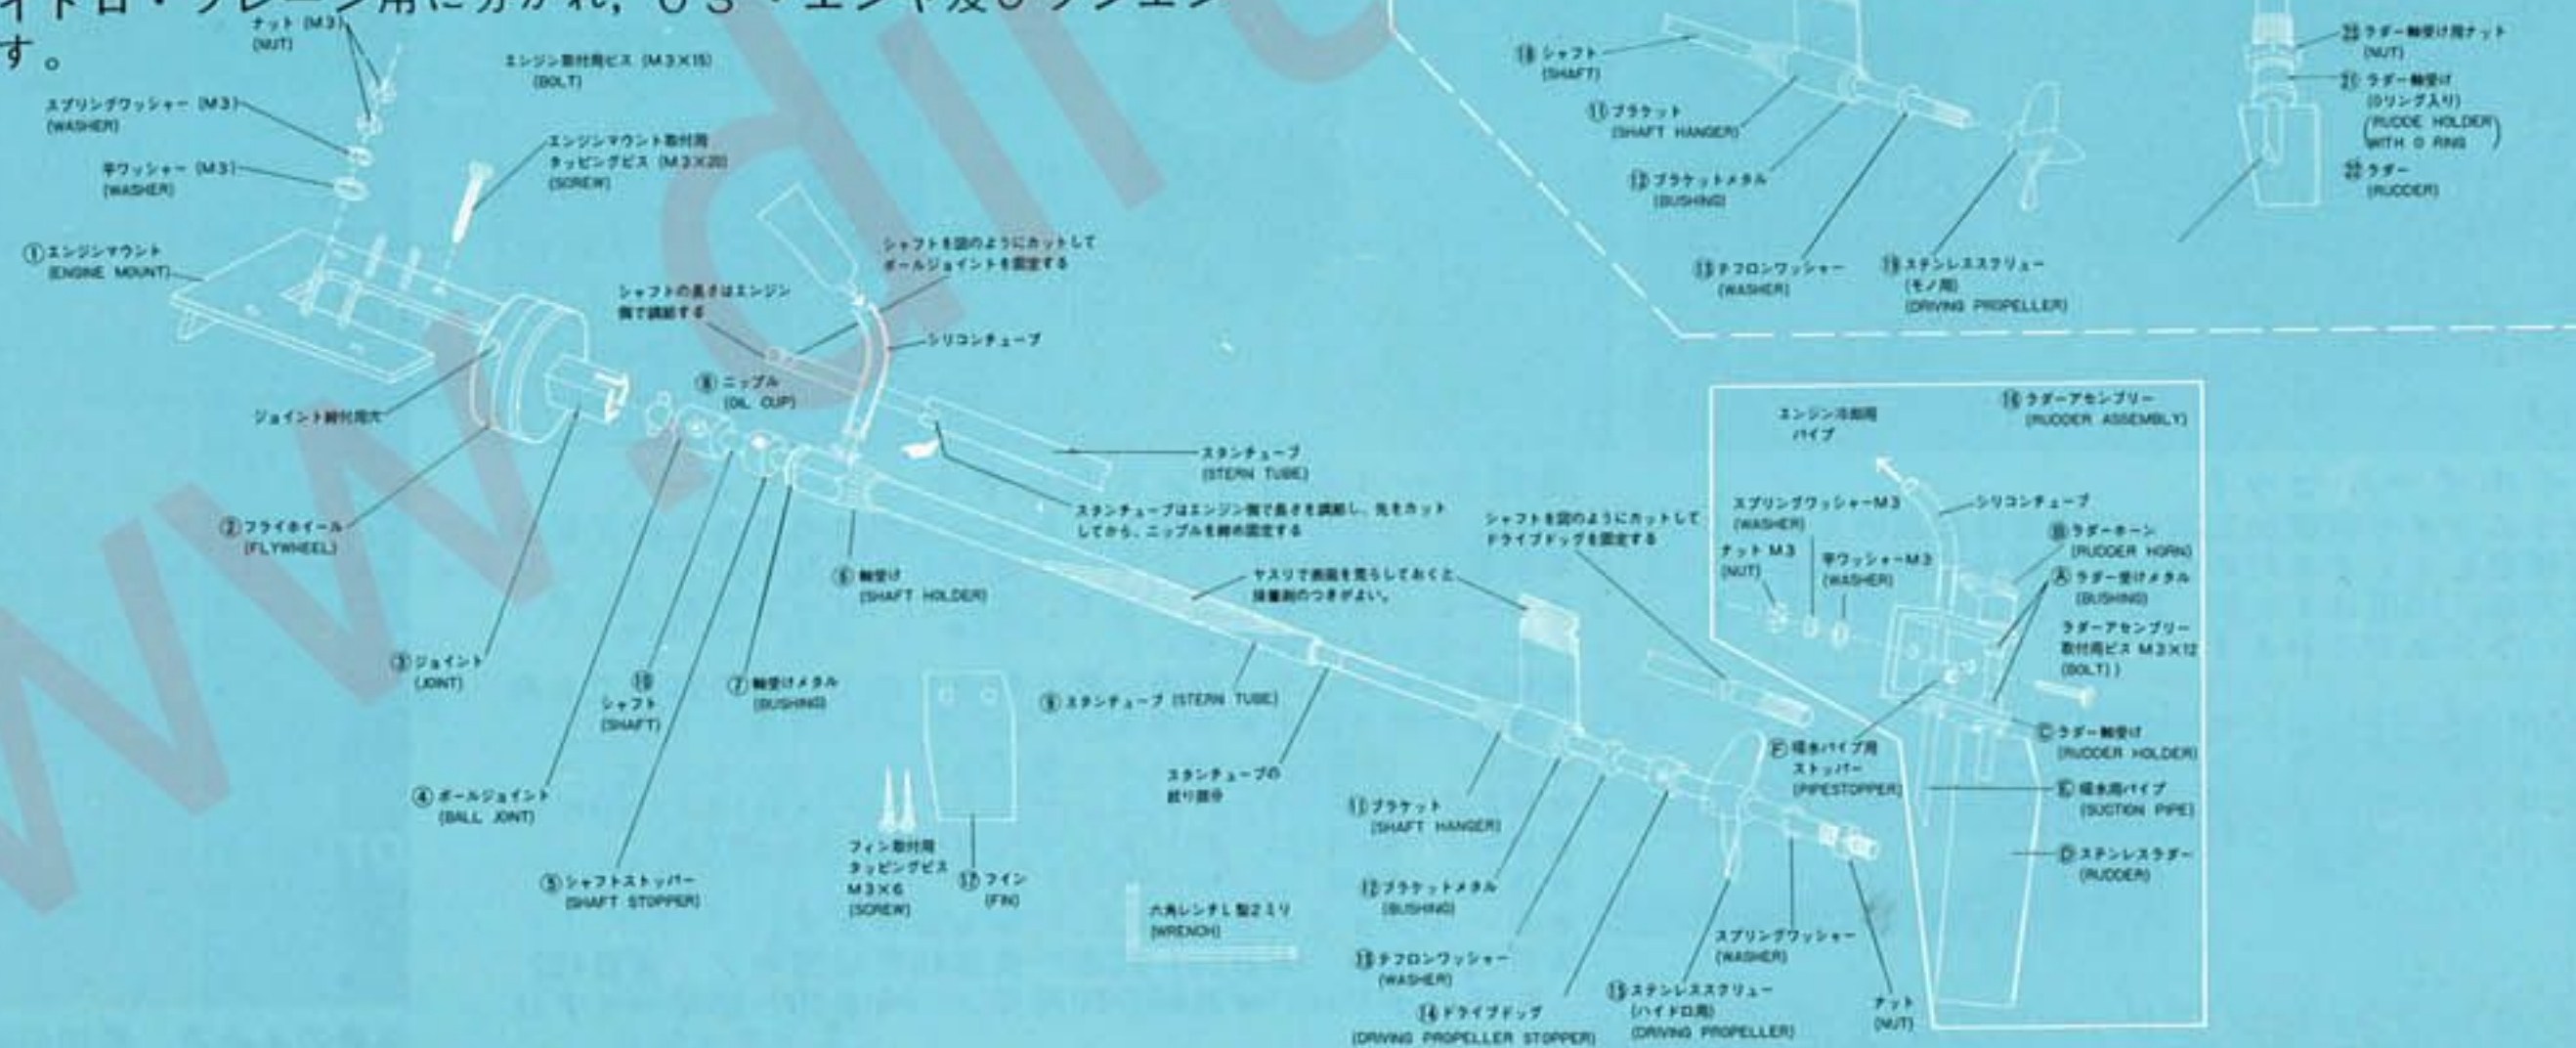 イドロ・プレーン用に分かれ,OS・エンヤ及び
す。
ナット (M3)
(NUT)
エンジン取付用ビス (M3×15)
(BOLT)
スプリングワッシャー (M3)
(WASHER)
エンジンマウント取付用
タッピングビス (M3×20)
(SCREW)
平ワッシャー (M3)
(WASHER)
①エンジンマウント
(ENGINE MOUNT)
シャフトを図のようにカットして
ボールジョイントを固定する
シャフトの長さはエンジン
側で調節する
シリコンチューブ
⑧ニップル
(OIL CUP)
ジョイント締付用穴
スタンチューブ
(STERN TUBE)
スタンチューブはエンジン側で長さを調節し、先をカット
してから、ニップルを締め固定する
②フライホイール
(FLYWHEEL)
シャフトを図のようにカットして
ドライブドッグを固定する
⑥軸受け
(SHAFT HOLDER)
ヤスリで表面を荒らしておくと
接着剤のつきがよい。
③ジョイント
(JOINT)
⑩
シャフト
(SHAFT)
⑦軸受けメタル
(BUSHING)
⑨スタンチューブ (STERN TUBE)
スタンチューブの
絞り部分
④ボールジョイント
(BALL JOINT)
⑤シャフトストッパー
(SHAFT STOPPER)
フィン取付用
タッピングビス
M3×6
(SCREW)
⑰フィン
(FIN)
六角レンチL型2ミリ
(WRENCH)
⑪ブラケット
(SHAFT HANGER)
⑫ブラケットメタル
(BUSHING)
⑬テフロンワッシャー
(WASHER)
⑭ドライブドッグ
(DRIVING PROPELLER STOPPER)
⑮ステンレススクリュー
(ハイドロ用)
(DRIVING PROPELLER)
スプリングワッシャー
(WASHER)
ナット
(NUT)
⑱シャフト
(SHAFT)
⑪ブラケット
(SHAFT HANGER)
⑫ブラケットメタル
(BUSHING)
⑬テフロンワッシャー
(WASHER)
⑲ステンレススクリュー
(モノ用)
(DRIVING PROPELLER)
ラダー軸受け用ナット
(NUT)
㉑ラダー軸受け
(Oリング入り)
(RUDDE HOLDER
WITH O RING)
ラダー
(RUDDER)
⑯ラダーアセンブリー
(RUDDER ASSEMBLY)
エンジン冷却用
パイプ
スプリングワッシャーM3
(WASHER)
シリコンチューブ
ナット M3
(NUT)
平ワッシャーM3
(WASHER)
Ⓑラダーホーン
(RUDDER HORN)
Ⓐラダー受けメタル
(BUSHING)
ラダーアセンブリー
取付用ビス M3×12
(BOLT))
Ⓒラダー軸受け
(RUDDER HOLDER)
Ⓕ吸水パイプ用
ストッパー
(PIPESTOPPER)
Ⓔ吸水用パイプ
(SUCTION PIPE)
Ⓓステンレスラダー
(RUDDER)